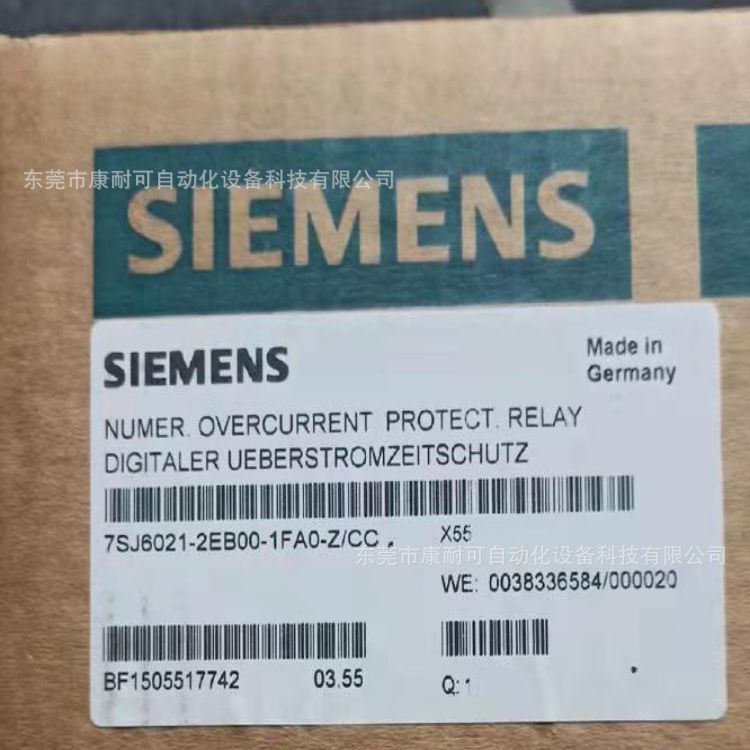 东莞市康耐可自动化设备科技有限公司
SIEMENS
SIEMENS
Made in
Germany
NUMER. OVERCURRENT PROTECT. RELAY
DIGITALER UEBERSTROMZEITSCHUTZ
7SJ6021-2EB00-1FA0-Z/CC. X55
东莞市康耐可自动化设备科技有限公司
WE: 0038336584/000020
BF1505517742 03.55
Q: 1